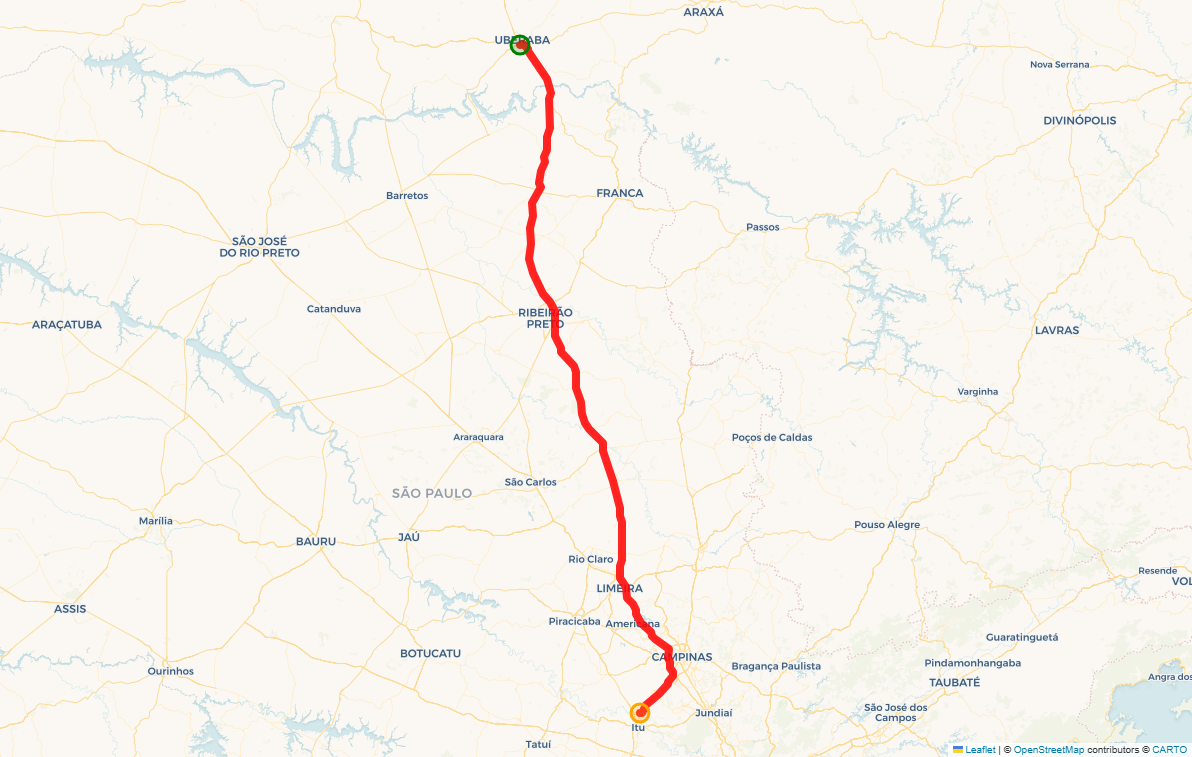 ARAXÁ
UBERABA
Nova Serrana
DIVINÓPOLIS
FRANCA
Barretos
Passos
SÃO JOSÉ
DO RIO PRETO
Catanduva
RIBEIRÃO
PRETO
ARAÇATUBA
LAVRAS
Varginha
Araraquara
Poços de Caldas
São Carlos
SÃO PAULO
Marília
Pouso Alegre
BAURU
JAÚ
Rio Claro
Resende
VOL
LIMEIRA
ASSIS
Piracicaba
Americana
Guaratinguetá
BOTUCATU
CAMPINAS
Bragança Paulista
Pindamonhangaba
Ourinhos
TAUBATÉ
Angra dos
São José dos
Campos
Jundiaí
Itu
Tatuí
Leaflet | © OpenStreetMap contributors © CARTO